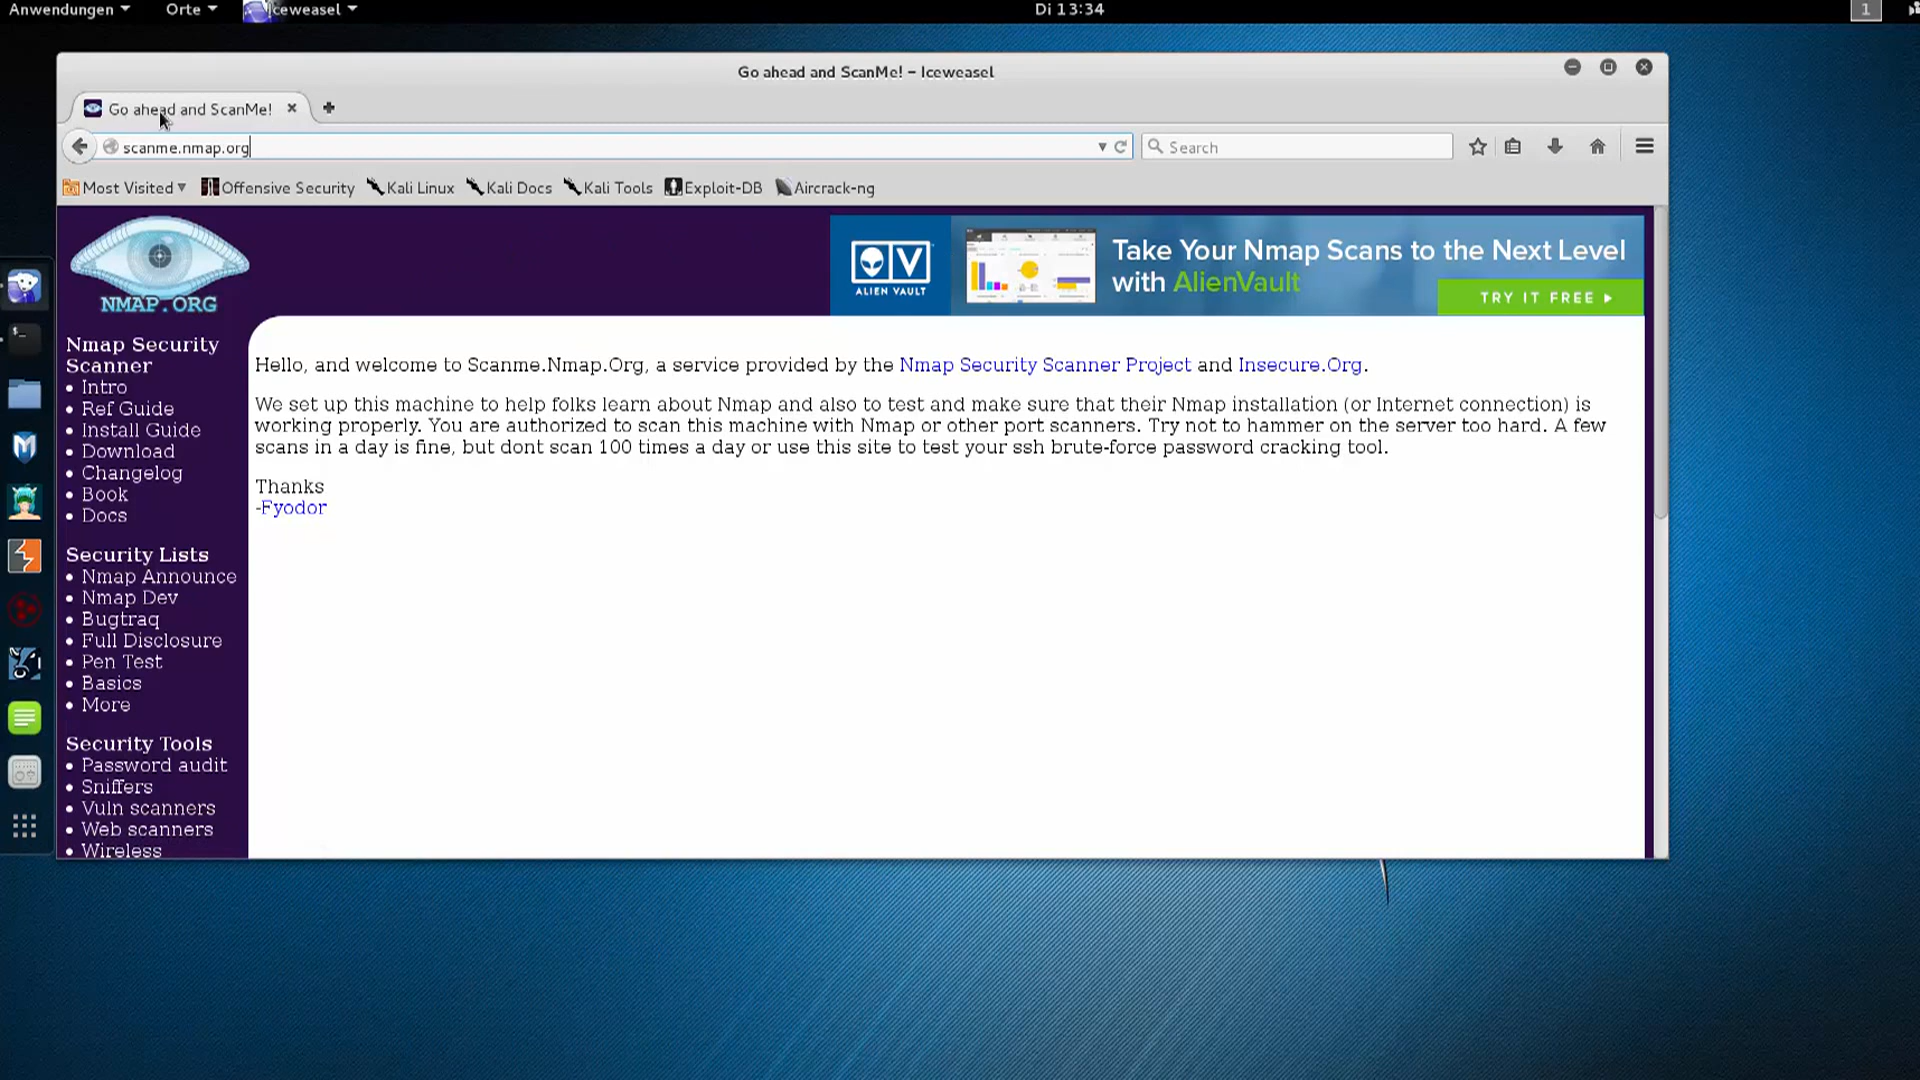 Anwendungen Orte Iceweasel Di 13:34 1
Go ahead and ScanMe! - Iceweasel
Go ahead and ScanMe!
scanme.nmap.org Search
Most Visited Offensive Security Kali Linux Kali Docs Kali Tools Exploit-DB Aircrack-ng
NMAP.ORG
ALIEN VAULT
Take Your Nmap Scans to the Next Level
with AlienVault
TRY IT FREE
Nmap Security
Scanner
• Intro
• Ref Guide
• Install Guide
• Download
• Changelog
• Book
• Docs
Security Lists
• Nmap Announce
• Nmap Dev
• Bugtraq
• Full Disclosure
• Pen Test
• Basics
• More
Security Tools
• Password audit
• Sniffers
• Vuln scanners
• Web scanners
• Wireless
Hello, and welcome to Scanme.Nmap.Org, a service provided by the Nmap Security Scanner Project and Insecure.Org.
We set up this machine to help folks learn about Nmap and also to test and make sure that their Nmap installation (or Internet connection) is
working properly. You are authorized to scan this machine with Nmap or other port scanners. Try not to hammer on the server too hard. A few
scans in a day is fine, but dont scan 100 times a day or use this site to test your ssh brute-force password cracking tool.
Thanks
-Fyodor